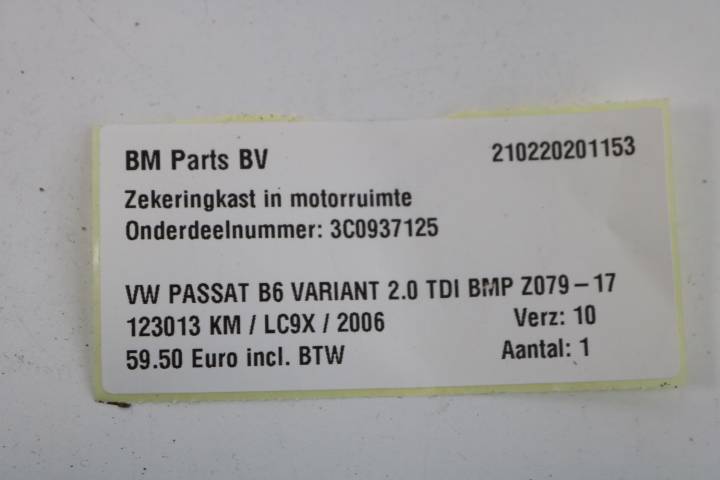 BM Parts BV 210220201153
Zekeringkast in motorruimte
Onderdeelnummer: 3C0937125
VW PASSAT B6 VARIANT 2.0 TDI BMP Z079-17
123013 KM / LC9X / 2006 Verz: 10
59.50 Euro incl. BTW Aantal: 1